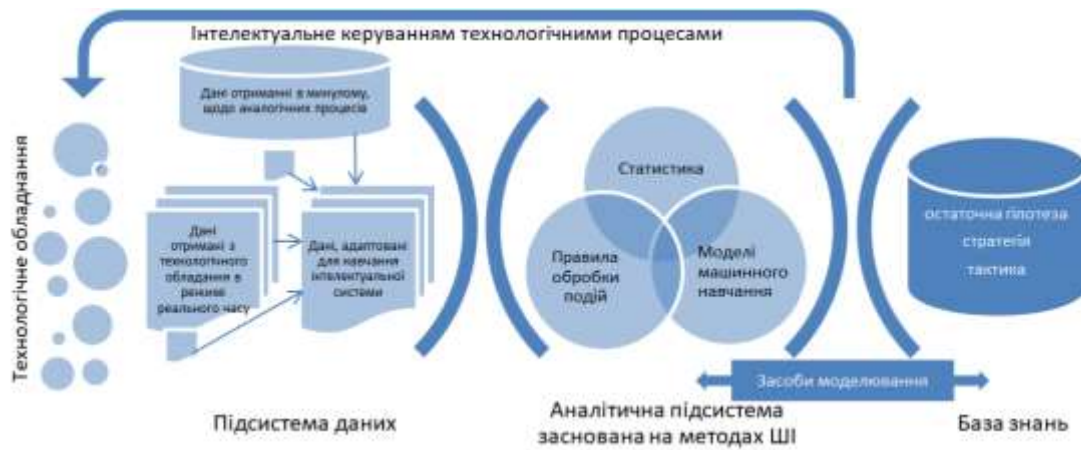 Інтелектуальне керуванням технологічними процесами
Дані отриманні в минулому,
щодо аналогічних процесів
Технологічне обладнання
Дані
отримані з
технологічного
обладання в
режимі
реального часу
Дані, адаптовані
для навчання
інтелектуальної
системи
Статистика
Правила
обробки
подій
Моделі
машинного
навчання
остаточна гіпотеза
стратегія
тактика
Засоби моделювання
Підсистема даних
Аналітична підсистема
заснована на методах ШІ
База знань